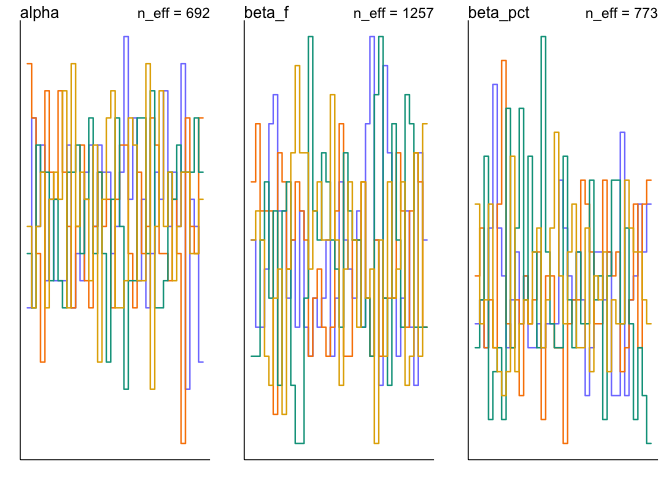 alpha n_eff = 692
beta_f n_eff = 1257
beta_pct n_eff = 773